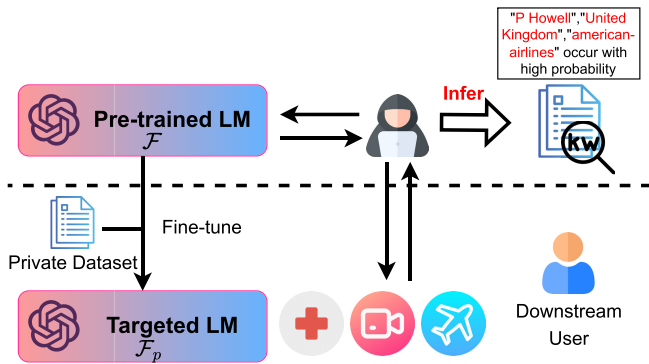 "P Howell","United
Kingdom","american-
airlines" occur with
high probability
Infer
Pre-trained LM
𝓕
kw
Fine-tune
Private Dataset
Targeted LM
𝓕ₚ
Downstream
User